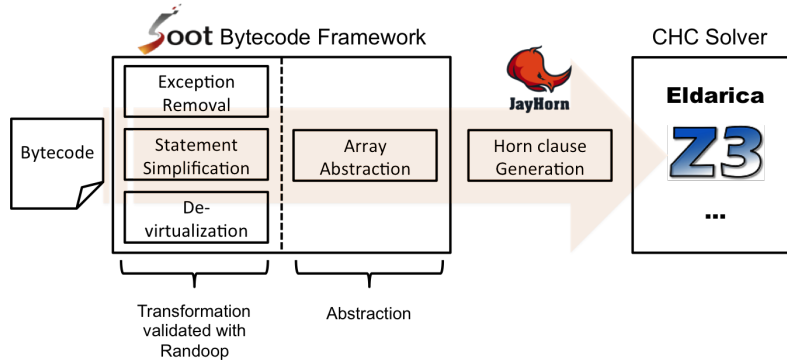 Soot Bytecode Framework
CHC Solver
Exception
Removal
JayHorn
Eldarica
Bytecode
Statement
Simplification
Array
Abstraction
Horn clause
Generation
Z3
De-
virtualization
...
Transformation
validated with
Randoop
Abstraction